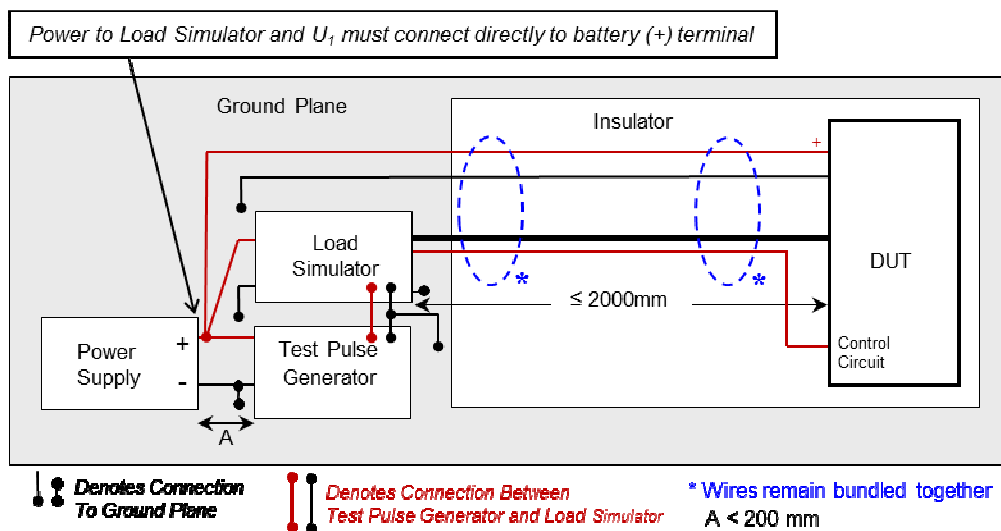 Power to Load Simulator and U1 must connect directly to battery (+) terminal
Ground Plane
Insulator
+
Load
Simulator
DUT
*
*
≤ 2000mm
Power
Supply
+
-
Test Pulse
Generator
Control
Circuit
A
Denotes Connection
To Ground Plane
Denotes Connection Between
Test Pulse Generator and Load Simulator
* Wires remain bundled together
A < 200 mm